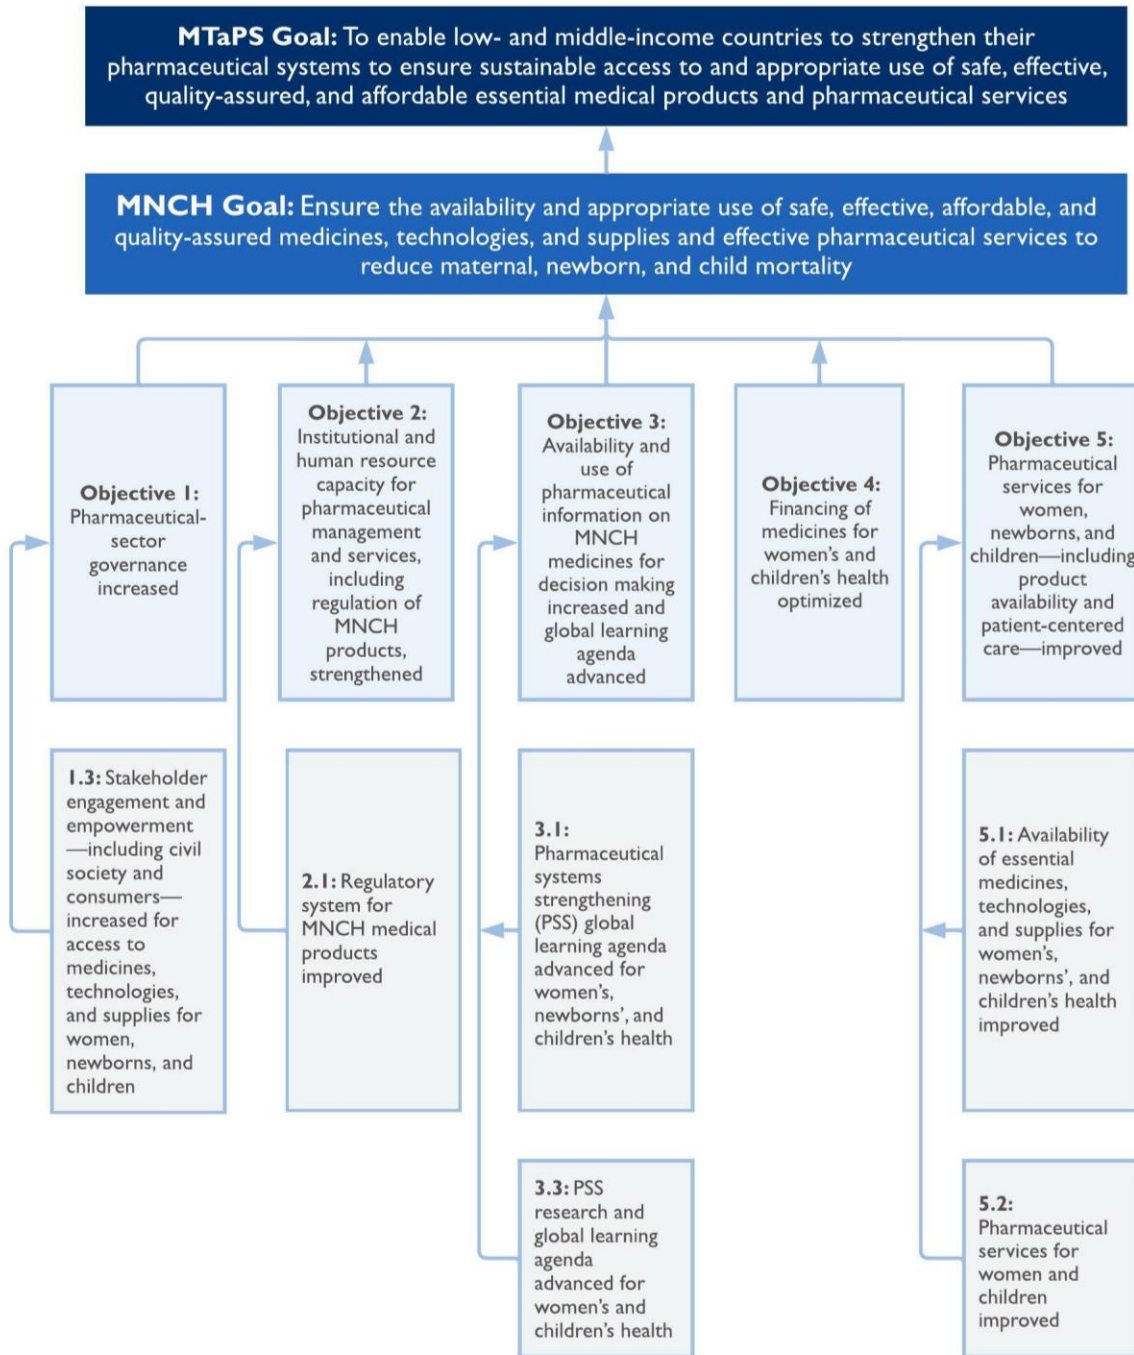 MTaPS Goal: To enable low- and middle-income countries to strengthen their
pharmaceutical systems to ensure sustainable access to and appropriate use of safe, effective,
quality-assured, and affordable essential medical products and pharmaceutical services
MNCH Goal: Ensure the availability and appropriate use of safe, effective, affordable, and
quality-assured medicines, technologies, and supplies and effective pharmaceutical services to
reduce maternal, newborn, and child mortality
Objective 1:
Pharmaceutical-
sector
governance
increased
Objective 2:
Institutional and
human resource
capacity for
pharmaceutical
management
and services,
including
regulation of
MNCH
products,
strengthened
Objective 3:
Availability and
use of
pharmaceutical
information on
MNCH
medicines for
decision making
increased and
global learning
agenda
advanced
Objective 4:
Financing of
medicines for
women's and
children's health
optimized
Objective 5:
Pharmaceutical
services for
women,
newborns, and
children—including
product
availability and
patient-centered
care—improved
1.3: Stakeholder
engagement and
empowerment
—including civil
society and
consumers—
increased for
access to
medicines,
technologies,
and supplies for
women,
newborns, and
children
2.1: Regulatory
system for
MNCH medical
products
improved
3.1:
Pharmaceutical
systems
strengthening
(PSS) global
learning agenda
advanced for
women's,
newborns', and
children's health
5.1: Availability
of essential
medicines,
technologies,
and supplies for
women's,
newborns', and
children's health
improved
3.3: PSS
research and
global learning
agenda
advanced for
women's and
children's health
5.2:
Pharmaceutical
services for
women and
children
improved